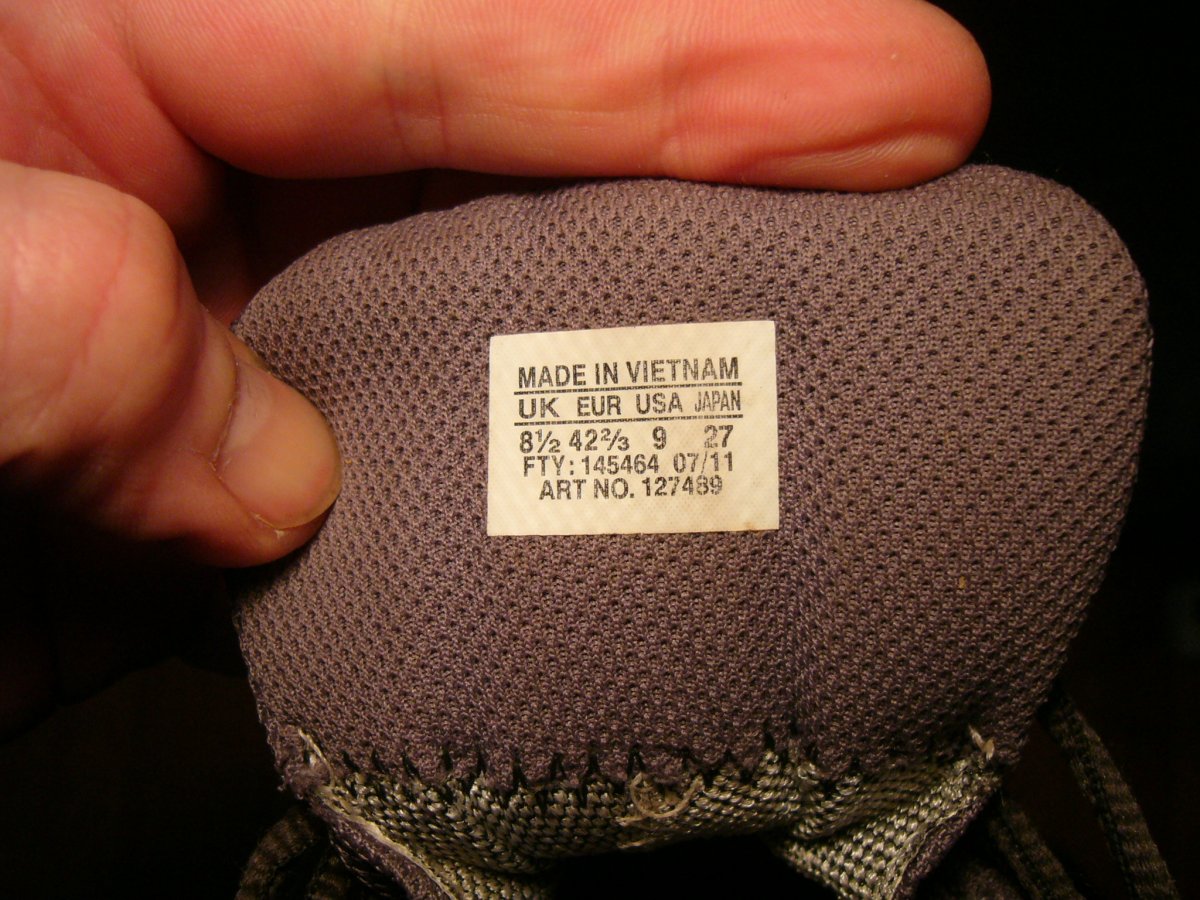 MADE IN VIETNAM
UK EUR USA JAPAN
8½ 42⅔ 9 27
FTY: 145464 07/11
ART NO. 127489